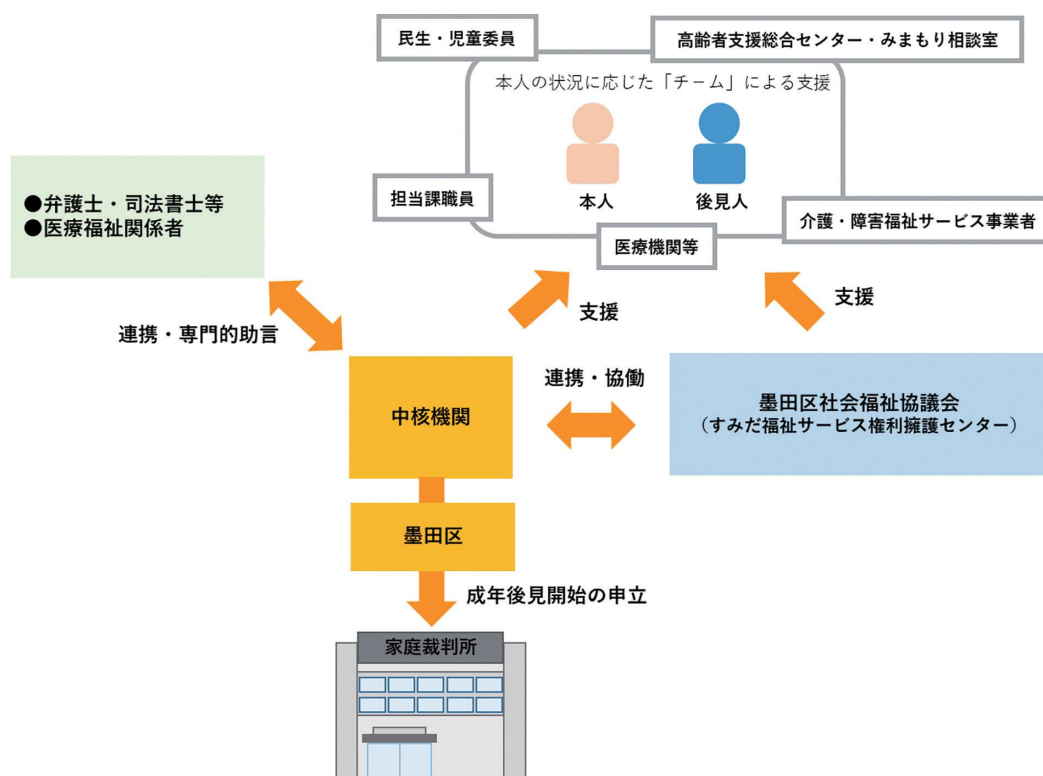 民生・児童委員
高齢者支援総合センター・みまもり相談室
本人の状況に応じた「チーム」による支援
本人
後見人
担当課職員
介護・障害福祉サービス事業者
医療機関等
●弁護士・司法書士等
●医療福祉関係者
連携・専門的助言
支援
支援
中核機関
連携・協働
墨田区社会福祉協議会
（すみだ福祉サービス権利擁護センター）
墨田区
成年後見開始の申立
家庭裁判所